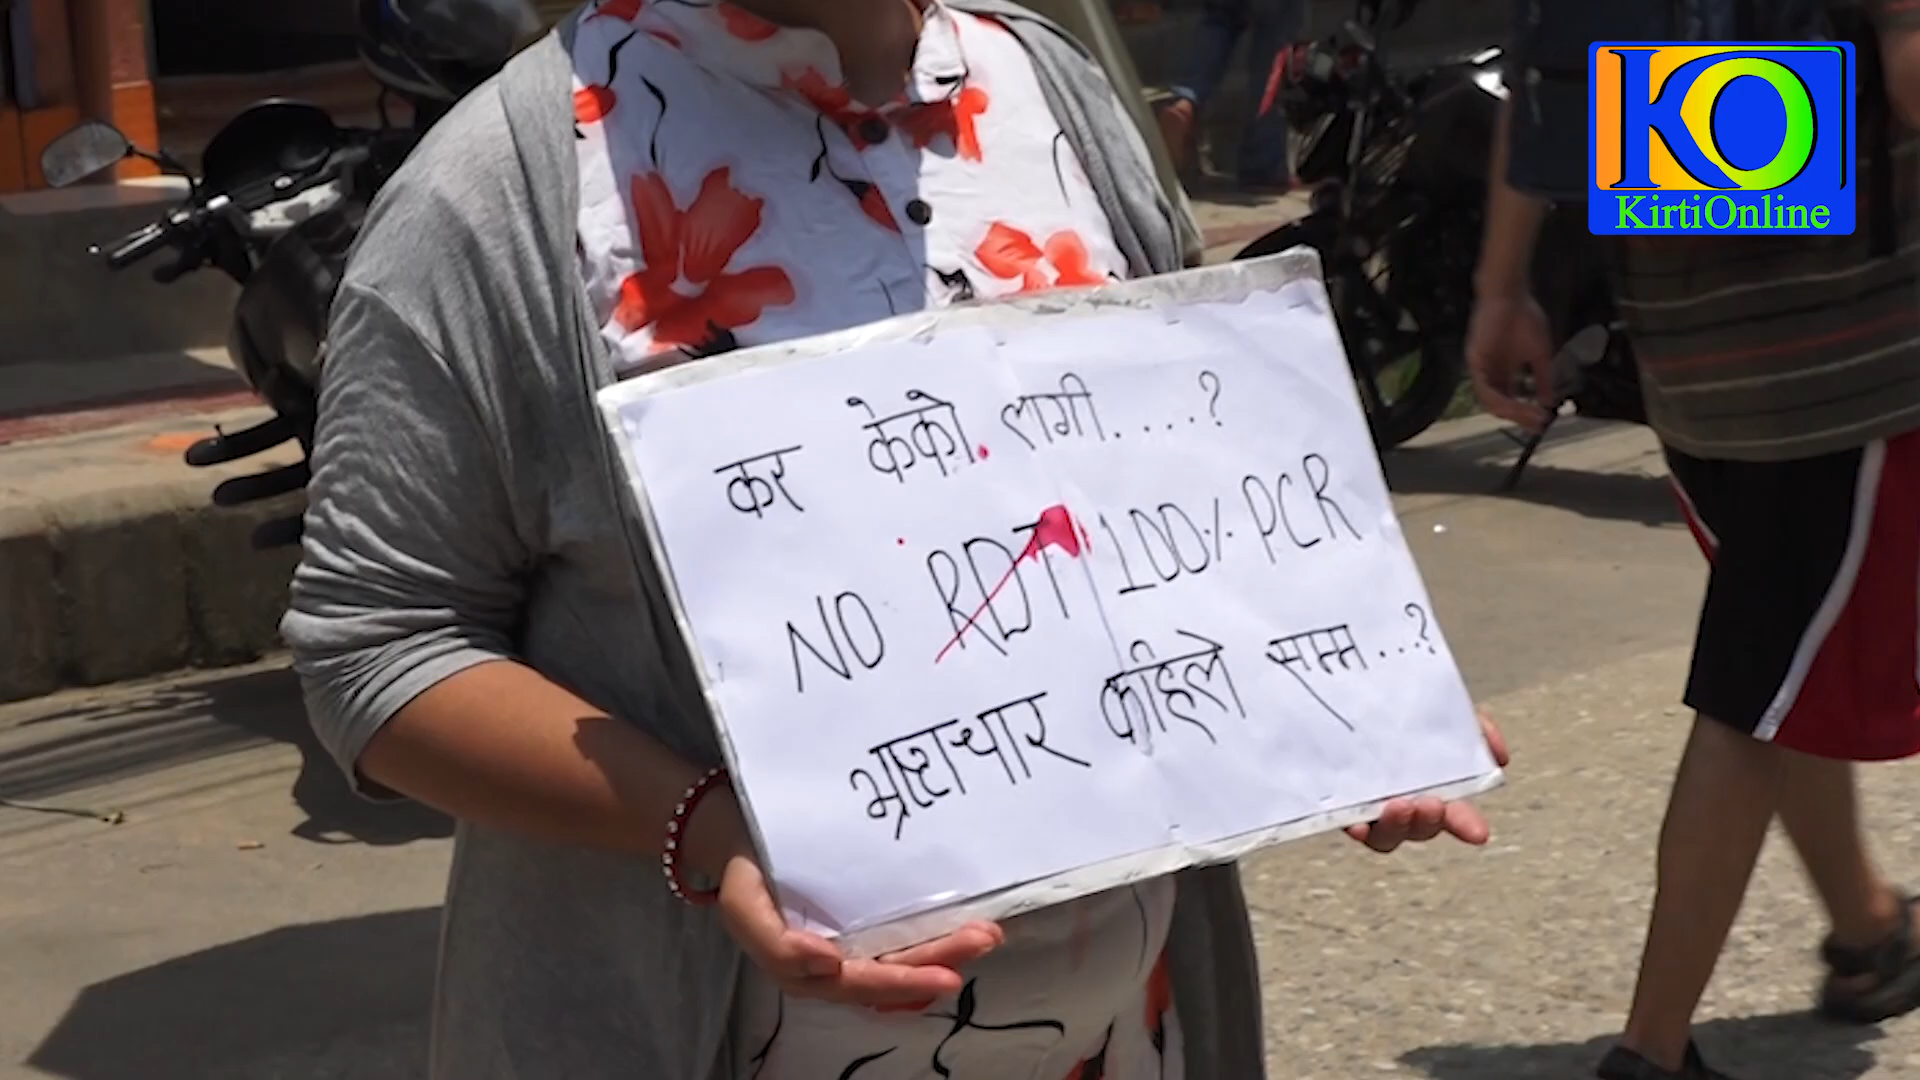 KO
KirtiOnline
कर केको लागी....?
NO RDT 100% PCR
भ्रष्टाचार कहिले सम्म...?